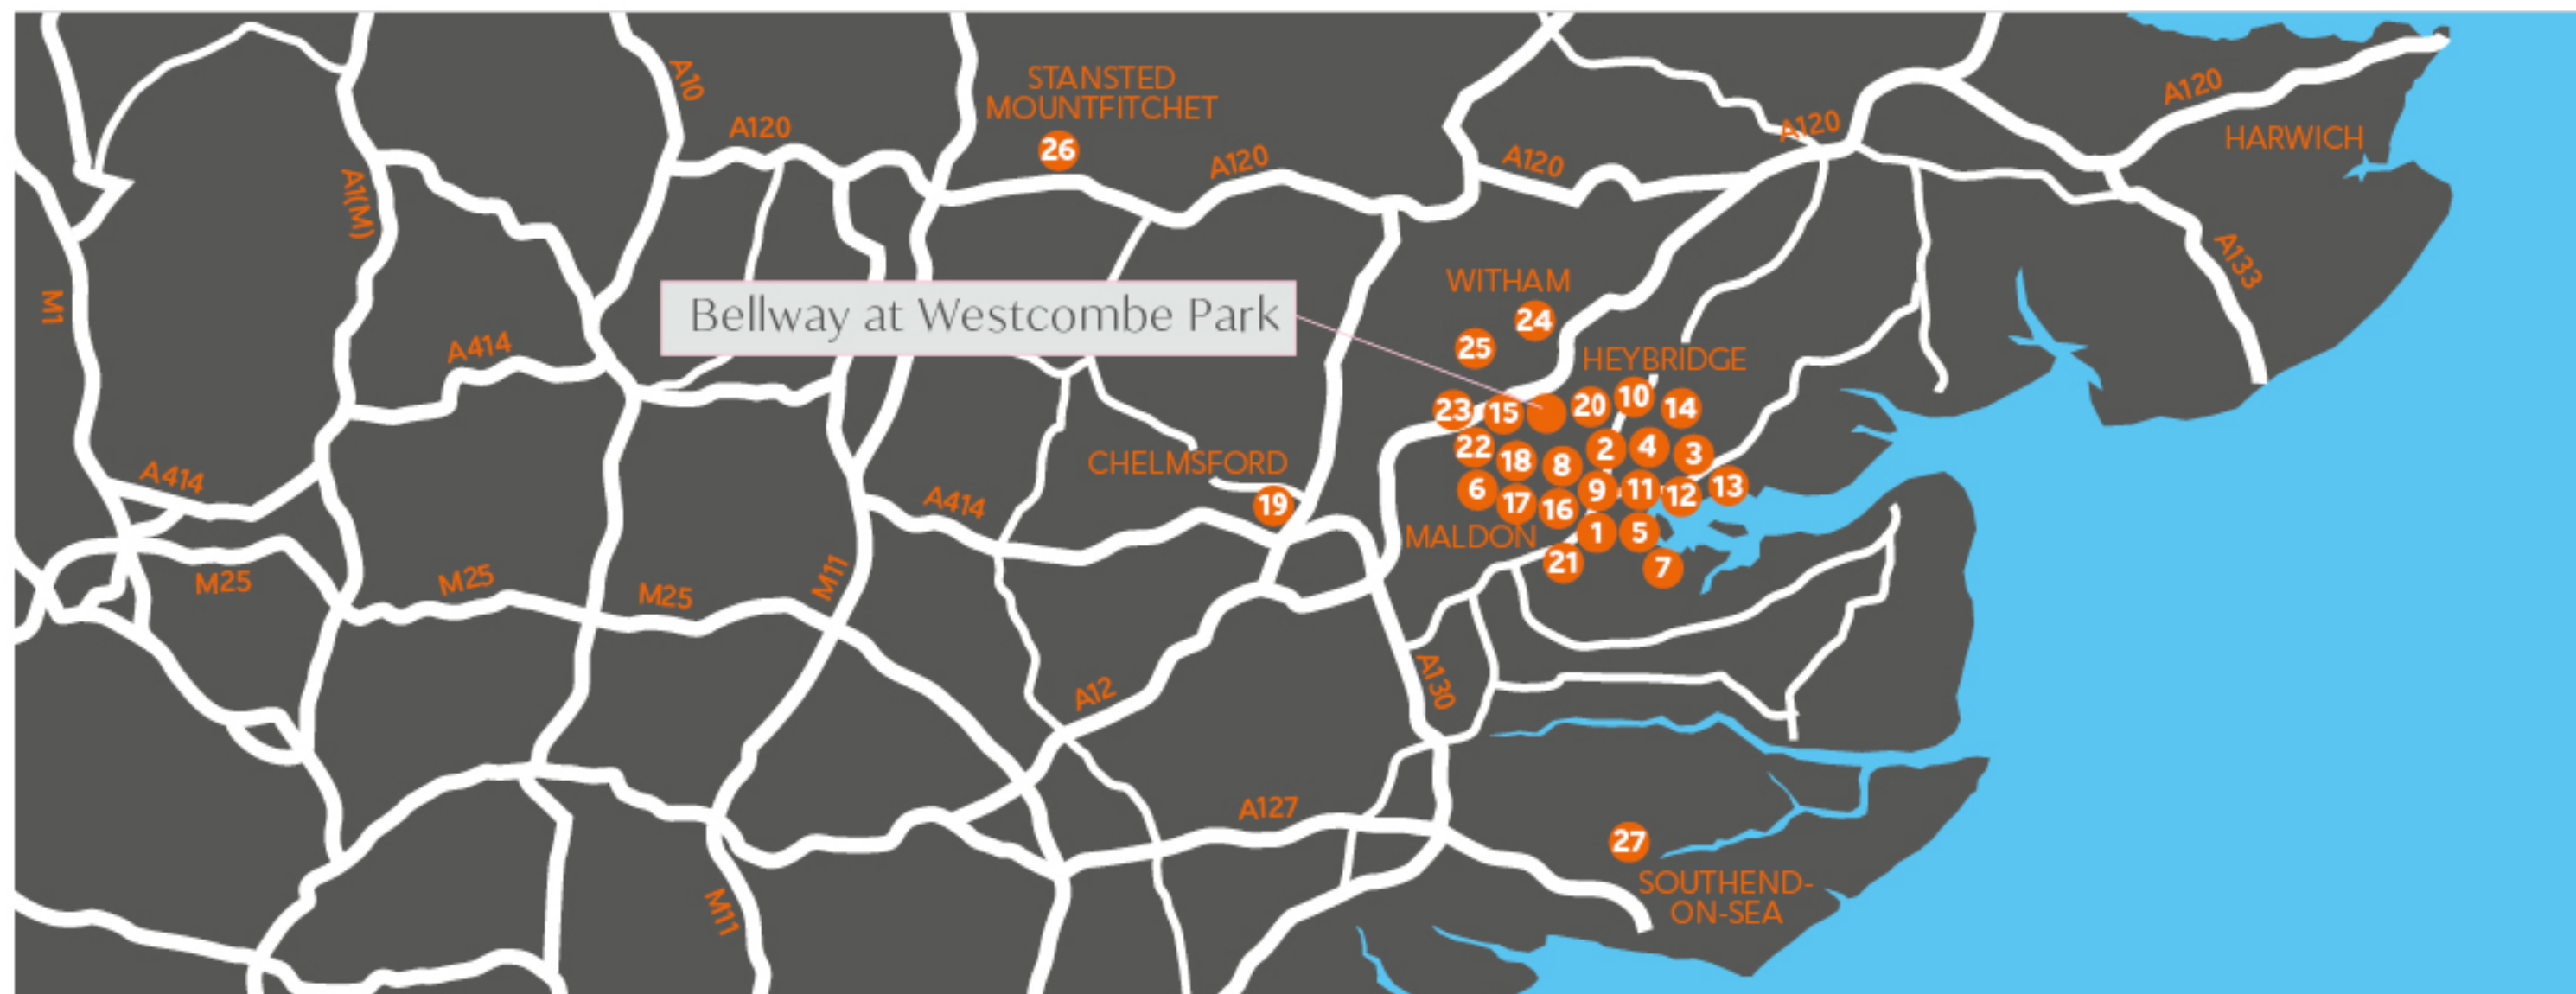 A10
STANSTED
MOUNTFITCHET
A120
HARWICH
A120
A120
26
A120
A120
A1(M)
A133
WITHAM
M1
Bellway at Westcombe Park
24
A414
25
HEYBRIDGE
23
15
20
10
14
22
18
8
2
4
3
CHELMSFORD
A414
19
A414
6
17
16
9
11
12
13
MALDON
1
5
21
7
M25
M25
M25
M11
A130
A12
A127
27
SOUTHEND-
ON-SEA
M11